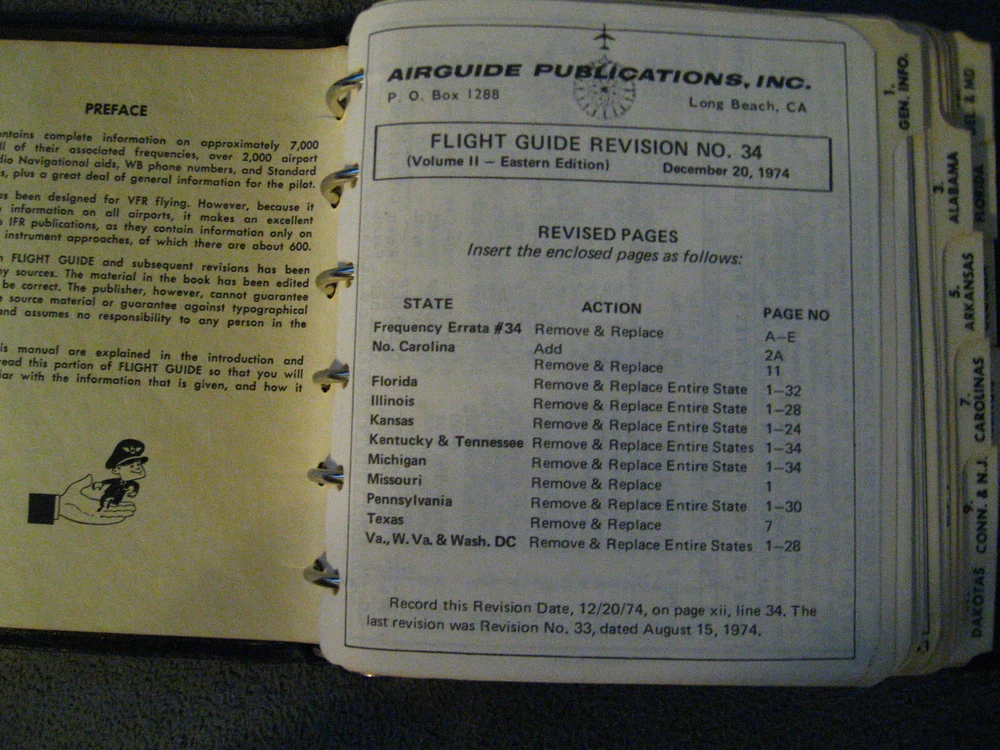 PREFACE
ontains complete information on approximately 7,000
ll of their associated frequencies, over 2,000 airport
dio Navigational aids, WB phone numbers, and Standard
s, plus a great deal of general information for the pilot.
as been designed for VFR flying. However, because it
information on all airports, it makes an excellent
o IFR publications, as they contain information only on
instrument approaches, of which there are about 600.
FLIGHT GUIDE and subsequent revisions has been
ny sources. The material in the book has been edited
be correct. The publisher, however, cannot guarantee
source material or guarantee against typographical
and assumes no responsibility to any person in the
is manual are explained in the introduction and
read this portion of FLIGHT GUIDE so that you will
iar with the information that is given, and how it
AIRGUIDE PUBLICATIONS, INC.
P. O. Box 1288 Long Beach, CA
FLIGHT GUIDE REVISION NO. 34
(Volume II — Eastern Edition) December 20, 1974
REVISED PAGES
Insert the enclosed pages as follows:
STATE ACTION PAGE NO
Frequency Errata #34 Remove & Replace A—E
No. Carolina Add 2A
Remove & Replace 11
Florida Remove & Replace Entire State 1—32
Illinois Remove & Replace Entire State 1—28
Kansas Remove & Replace Entire State 1—24
Kentucky & Tennessee Remove & Replace Entire States 1—34
Michigan Remove & Replace Entire State 1—34
Missouri Remove & Replace 1
Pennsylvania Remove & Replace Entire State 1—30
Texas Remove & Replace 7
Va., W. Va. & Wash. DC Remove & Replace Entire States 1—28
Record this Revision Date, 12/20/74, on page xii, line 34. The
last revision was Revision No. 33, dated August 15, 1974.
1.
GEN. INFO.
3.
ALABAMA
5.
ARKANSAS
7.
CAROLINAS
9.
CONN. & N.J.
DAKOTAS
FLORIDA
DEL & MD